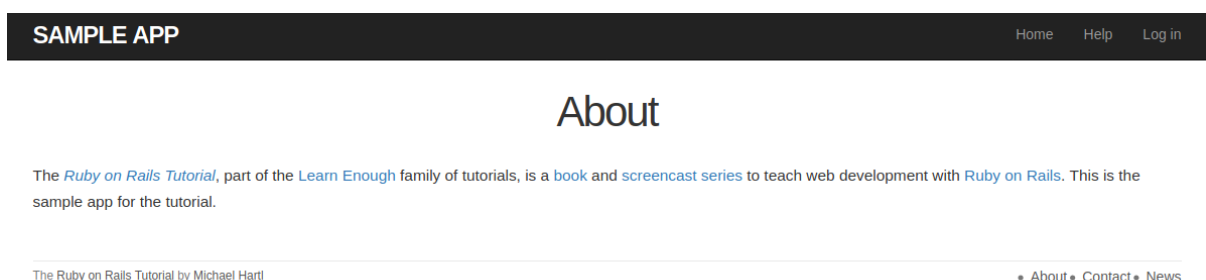 SAMPLE APP
Home Help Log in
About
The Ruby on Rails Tutorial, part of the Learn Enough family of tutorials, is a book and screencast series to teach web development with Ruby on Rails. This is the
sample app for the tutorial.
The Ruby on Rails Tutorial by Michael Hartl
• About • Contact • News